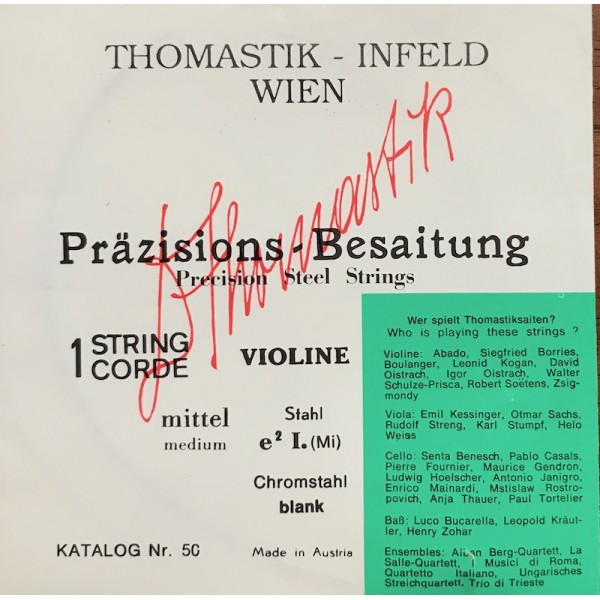 THOMASTIK - INFELD
WIEN
Dr Thomastik
Präzisions-Besaitung
Precision Steel Strings
1 STRING
CORDE
VIOLINE
mittel
medium
Stahl
e² I. (Mi)
Chromstahl
blank
KATALOG Nr. 50
Made in Austria
Wer spielt Thomastiksaiten?
Who is playing these strings ?
Violine: Abado, Siegfried Borries,
Boulanger, Leonid Kogan, David
Oistrach, Igor Oistrach, Walter
Schulze-Prisca, Robert Soëtens, Zsig-
mondy
Viola: Emil Kessinger, Otmar Sachs,
Rudolf Streng, Karl Stumpf, Helo
Weiss
Cello: Senta Benesch, Pablo Casals,
Pierre Fournier, Maurice Gendron,
Ludwig Hoelscher, Antonio Janigro,
Enrico Mainardi, Mstislaw Rostro-
povich, Anja Thauer, Paul Tortelier
Baß: Luco Bucarella, Leopold Kräut-
ler, Henry Zohar
Ensembles: Alban Berg-Quartett, La
Salle-Quartett, I Musici di Roma,
Quartetto Italiano, Ungarisches
Streichquartett, Trio di Trieste